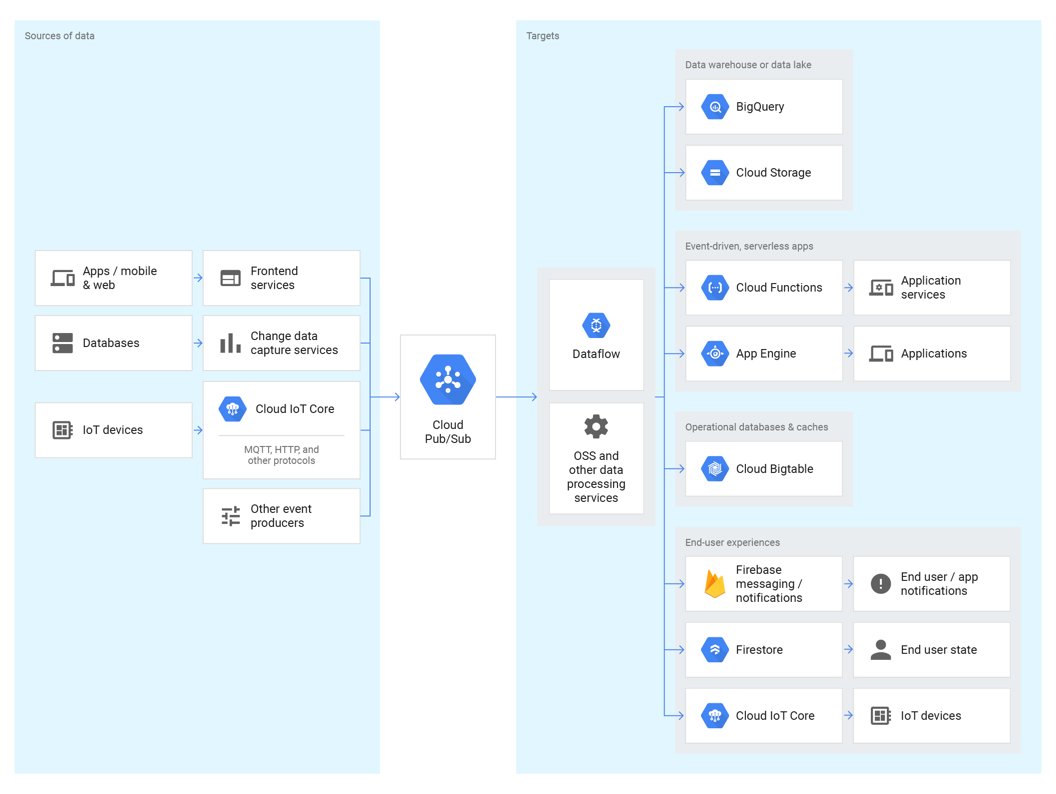 Sources of data
Apps / mobile
& web
Frontend
services
Databases
Change data
capture services
IoT devices
Cloud IoT Core
MQTT, HTTP, and
other protocols
Other event
producers
Cloud
Pub/Sub
Targets
Dataflow
OSS and
other data
processing
services
Data warehouse or data lake
BigQuery
Cloud Storage
Event-driven, serverless apps
Cloud Functions
Application
services
App Engine
Applications
Operational databases & caches
Cloud Bigtable
End-user experiences
Firebase
messaging /
notifications
End user / app
notifications
Firestore
End user state
Cloud IoT Core
IoT devices